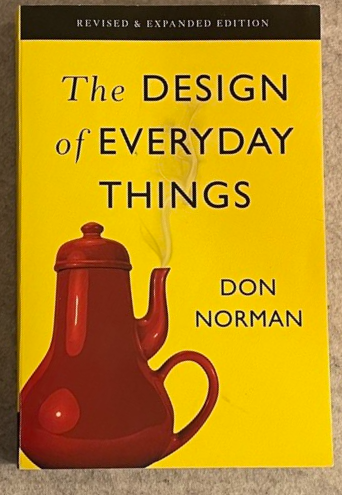 REVISED & EXPANDED EDITION
The DESIGN
of EVERYDAY
THINGS
DON
NORMAN